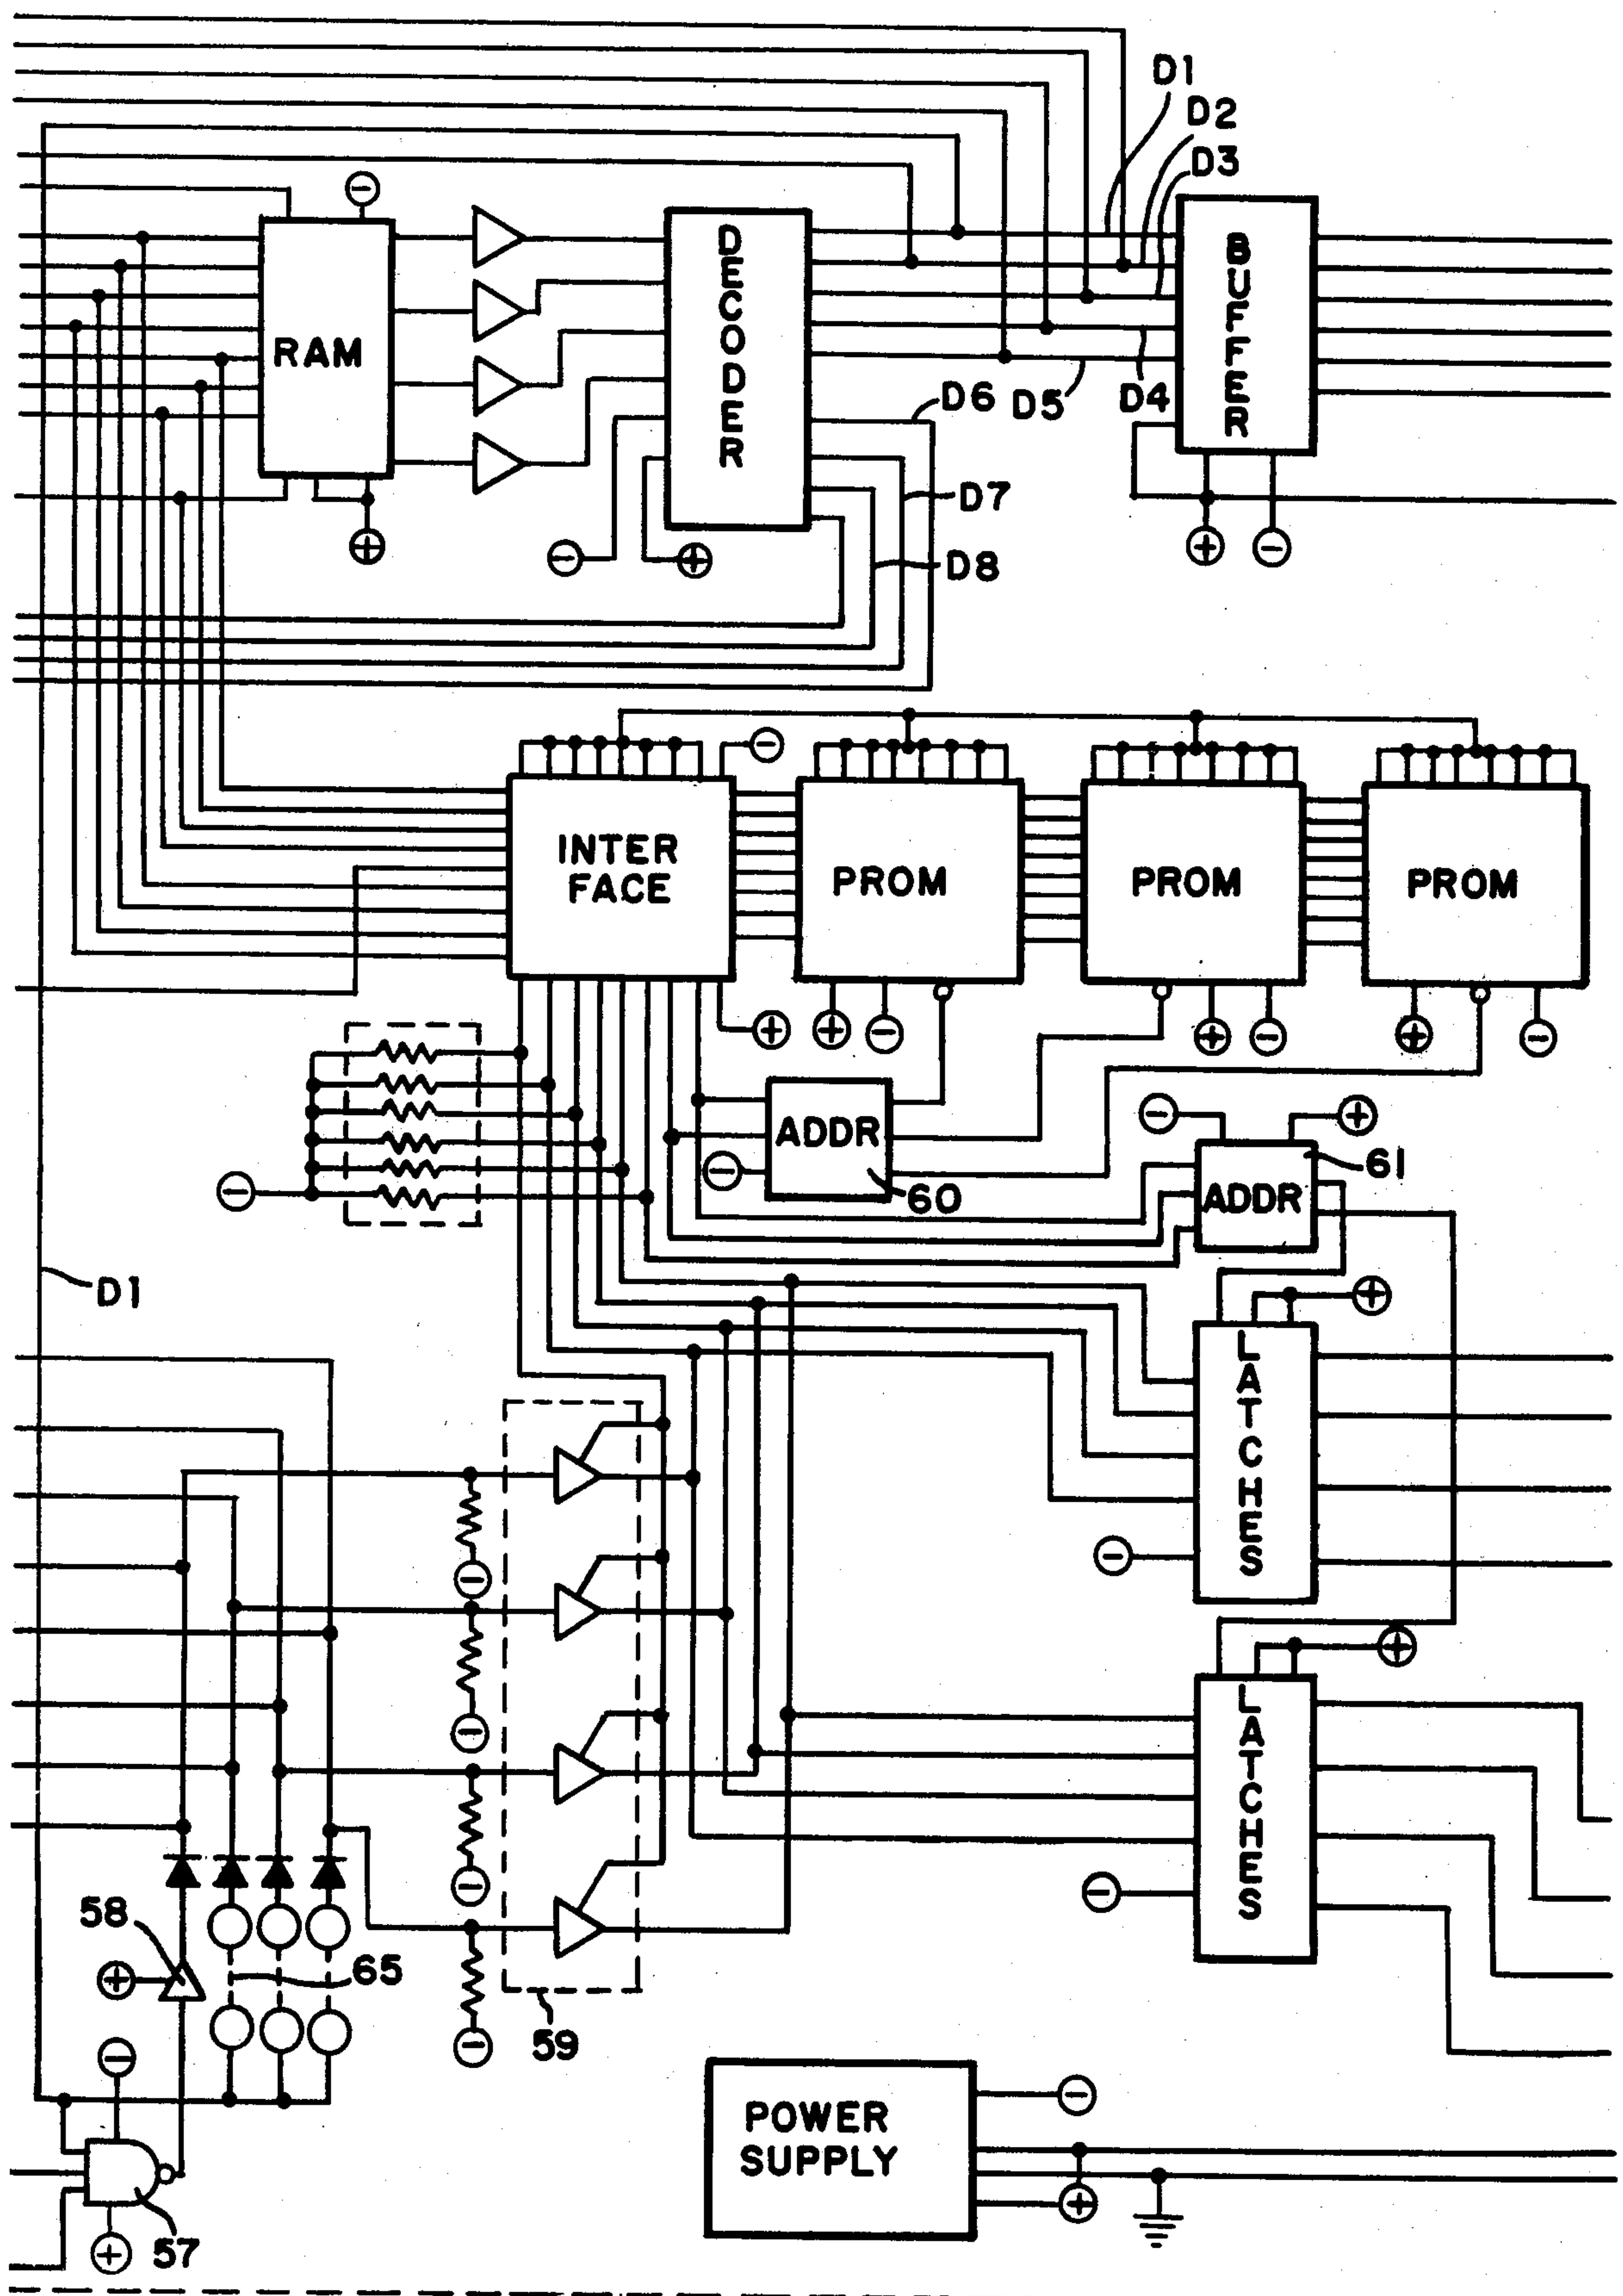 D1
D2
D3
RAM
DECODER
BUFFER
D6
D5
D4
D7
D8
INTER
FACE
PROM
PROM
PROM
ADDR
60
ADDR
61
D1
LATCHES
LATCHES
58
65
59
57
POWER
SUPPLY